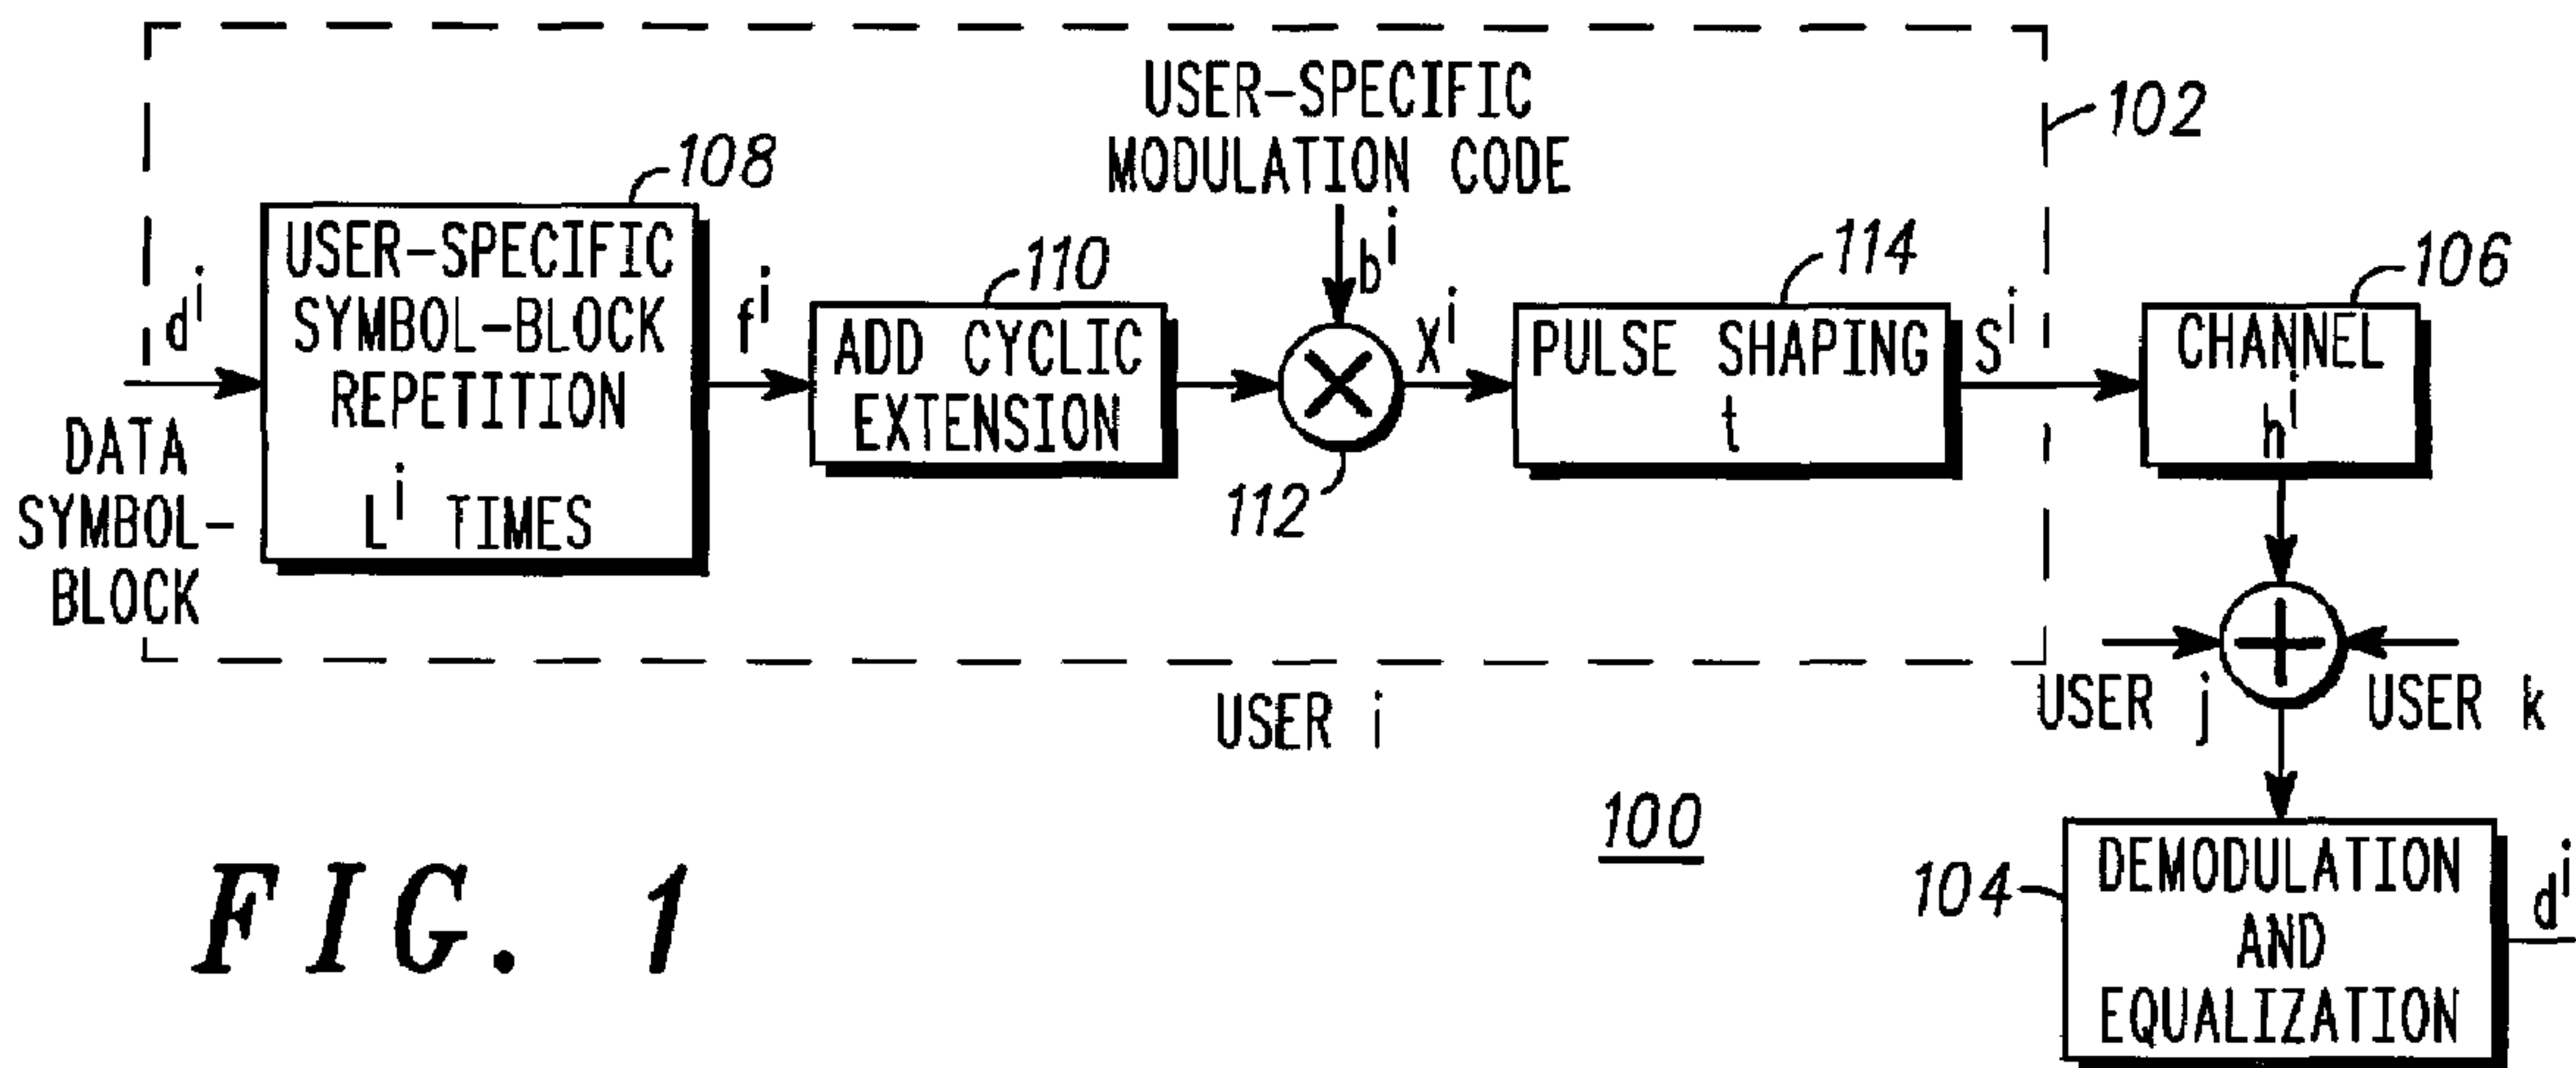 USER-SPECIFIC
MODULATION CODE
102
108
USER-SPECIFIC
SYMBOL-BLOCK
REPETITION
L^i TIMES
d^i
DATA
SYMBOL-
BLOCK
f^i
110
ADD CYCLIC
EXTENSION
b^i
112
X^i
114
PULSE SHAPING
t
S^i
106
CHANNEL
h^i
USER j
USER k
USER i
100
104
DEMODULATION
AND
EQUALIZATION
d^i
FIG. 1